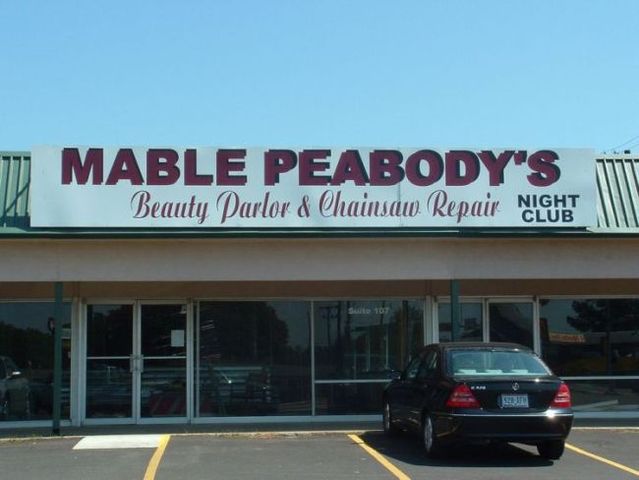 MABLE PEABODY'S
Beauty Parlor & Chainsaw Repair
NIGHT
CLUB
Suite 107